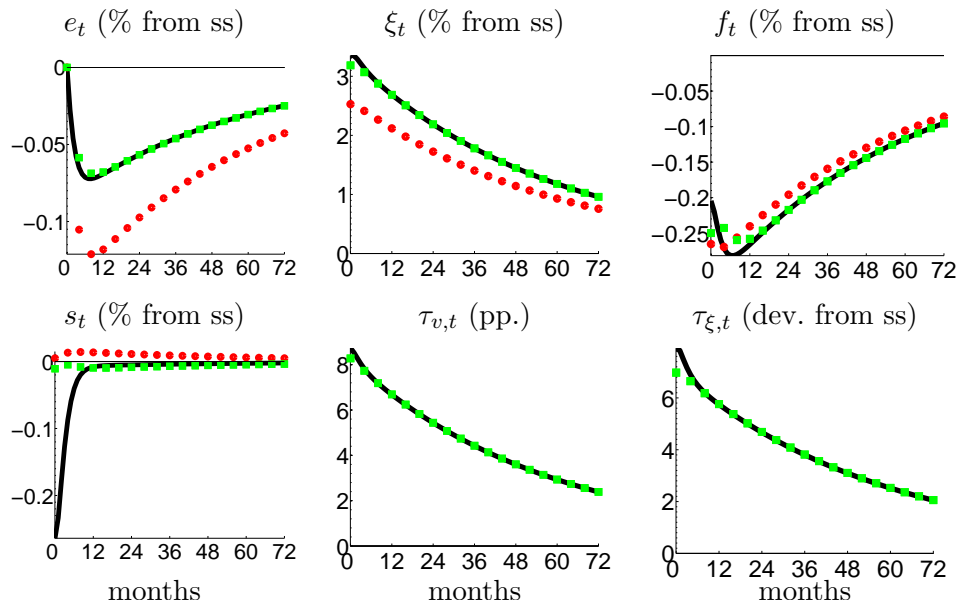 e_t (% from ss)
ξ_t (% from ss)
f_t (% from ss)
0
−0.05
−0.1
0 12 24 36 48 60 72
3
2
1
0
0 12 24 36 48 60 72
−0.05
−0.1
−0.15
−0.2
−0.25
0 12 24 36 48 60 72
s_t (% from ss)
τ_{v,t} (pp.)
τ_{ξ,t} (dev. from ss)
0
−0.1
−0.2
0 12 24 36 48 60 72
8
6
4
2
0
0 12 24 36 48 60 72
6
4
2
0
0 12 24 36 48 60 72
months
months
months